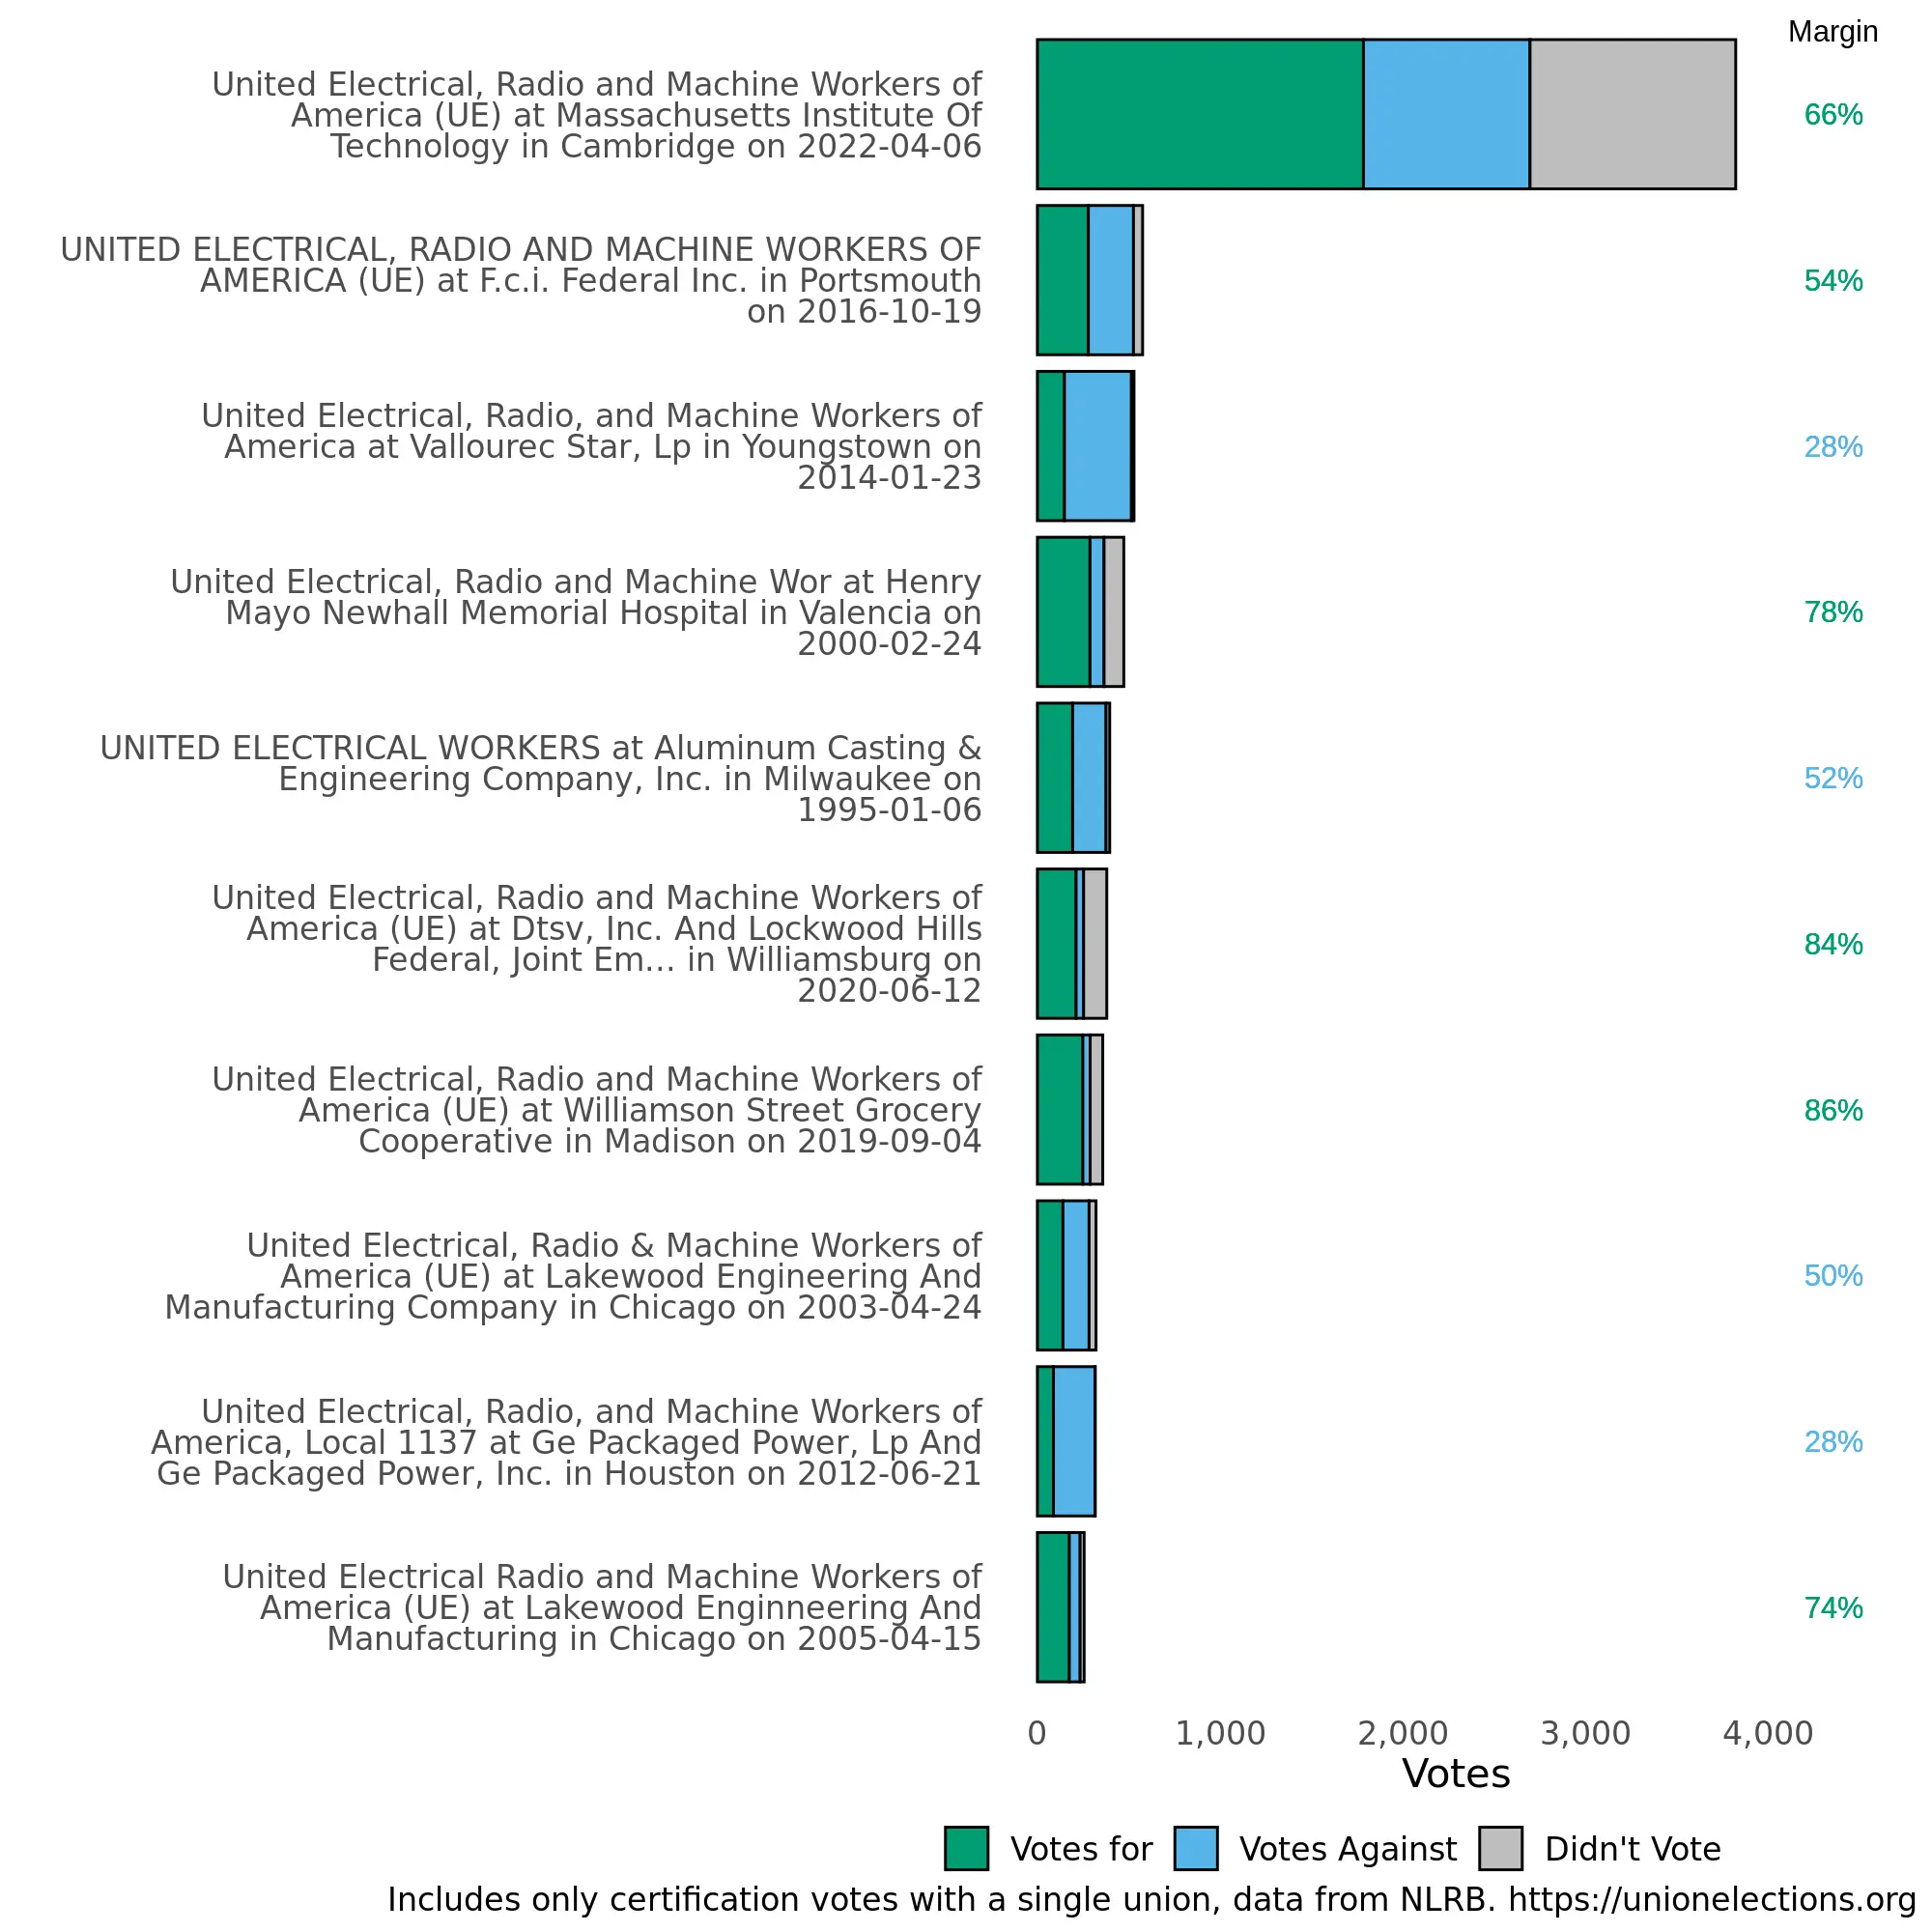 Margin
United Electrical, Radio and Machine Workers of
America (UE) at Massachusetts Institute Of
Technology in Cambridge on 2022-04-06
66%
UNITED ELECTRICAL, RADIO AND MACHINE WORKERS OF
AMERICA (UE) at F.c.i. Federal Inc. in Portsmouth
on 2016-10-19
54%
United Electrical, Radio, and Machine Workers of
America at Vallourec Star, Lp in Youngstown on
2014-01-23
28%
United Electrical, Radio and Machine Wor at Henry
Mayo Newhall Memorial Hospital in Valencia on
2000-02-24
78%
UNITED ELECTRICAL WORKERS at Aluminum Casting &
Engineering Company, Inc. in Milwaukee on
1995-01-06
52%
United Electrical, Radio and Machine Workers of
America (UE) at Dtsv, Inc. And Lockwood Hills
Federal, Joint Em... in Williamsburg on
2020-06-12
84%
United Electrical, Radio and Machine Workers of
America (UE) at Williamson Street Grocery
Cooperative in Madison on 2019-09-04
86%
United Electrical, Radio & Machine Workers of
America (UE) at Lakewood Engineering And
Manufacturing Company in Chicago on 2003-04-24
50%
United Electrical, Radio, and Machine Workers of
America, Local 1137 at Ge Packaged Power, Lp And
Ge Packaged Power, Inc. in Houston on 2012-06-21
28%
United Electrical Radio and Machine Workers of
America (UE) at Lakewood Enginneering And
Manufacturing in Chicago on 2005-04-15
74%
0 1,000 2,000 3,000 4,000
Votes
Votes for Votes Against Didn't Vote
Includes only certification votes with a single union, data from NLRB. https://unionelections.org